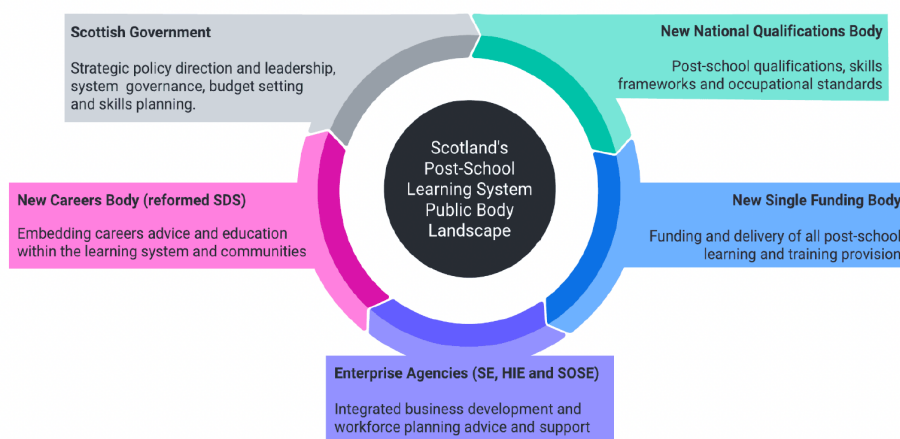 Scottish Government
Strategic policy direction and leadership,
system governance, budget setting
and skills planning.
New National Qualifications Body
Post-school qualifications, skills
frameworks and occupational standards
Scotland's
Post-School
Learning System
Public Body
Landscape
New Careers Body (reformed SDS)
Embedding careers advice and education
within the learning system and communities
New Single Funding Body
Funding and delivery of all post-school
learning and training provision
Enterprise Agencies (SE, HIE and SOSE)
Integrated business development and
workforce planning advice and support